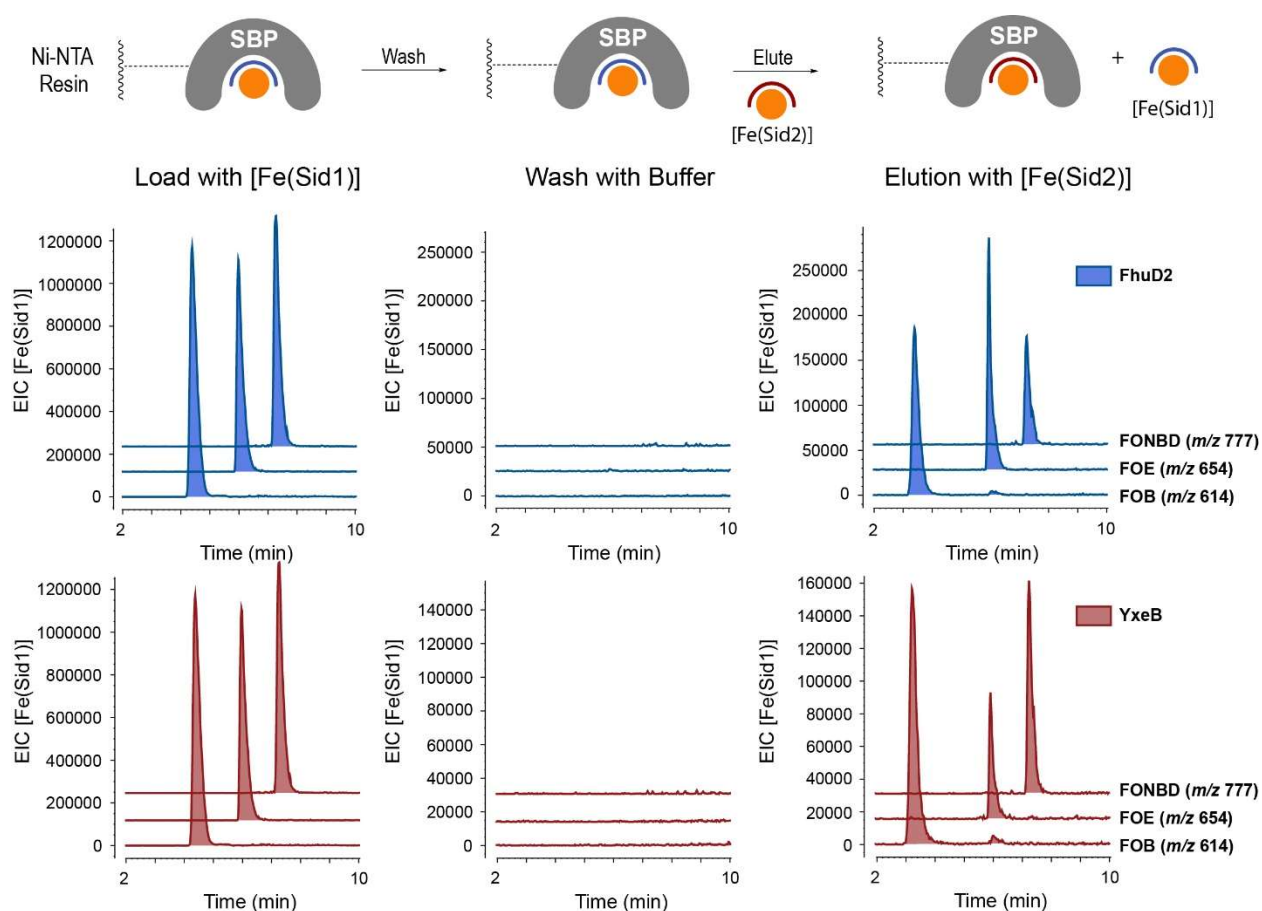 Ni-NTA
Resin
SBP
Wash
SBP
Elute
[Fe(Sid2)]
SBP
+
[Fe(Sid1)]
Load with [Fe(Sid1)]
Wash with Buffer
Elution with [Fe(Sid2)]
EIC [Fe(Sid1)]
1200000
1000000
800000
600000
400000
200000
0
2
10
Time (min)
EIC [Fe(Sid1)]
250000
200000
150000
100000
50000
0
2
10
Time (min)
EIC [Fe(Sid1)]
250000
200000
150000
100000
50000
0
2
10
Time (min)
FhuD2
FONBD (m/z 777)
FOE (m/z 654)
FOB (m/z 614)
EIC [Fe(Sid1)]
1200000
1000000
800000
600000
400000
200000
0
2
10
Time (min)
EIC [Fe(Sid1)]
140000
120000
100000
80000
60000
40000
20000
0
2
10
Time (min)
EIC [Fe(Sid1)]
160000
140000
120000
100000
80000
60000
40000
20000
0
2
10
Time (min)
YxeB
FONBD (m/z 777)
FOE (m/z 654)
FOB (m/z 614)